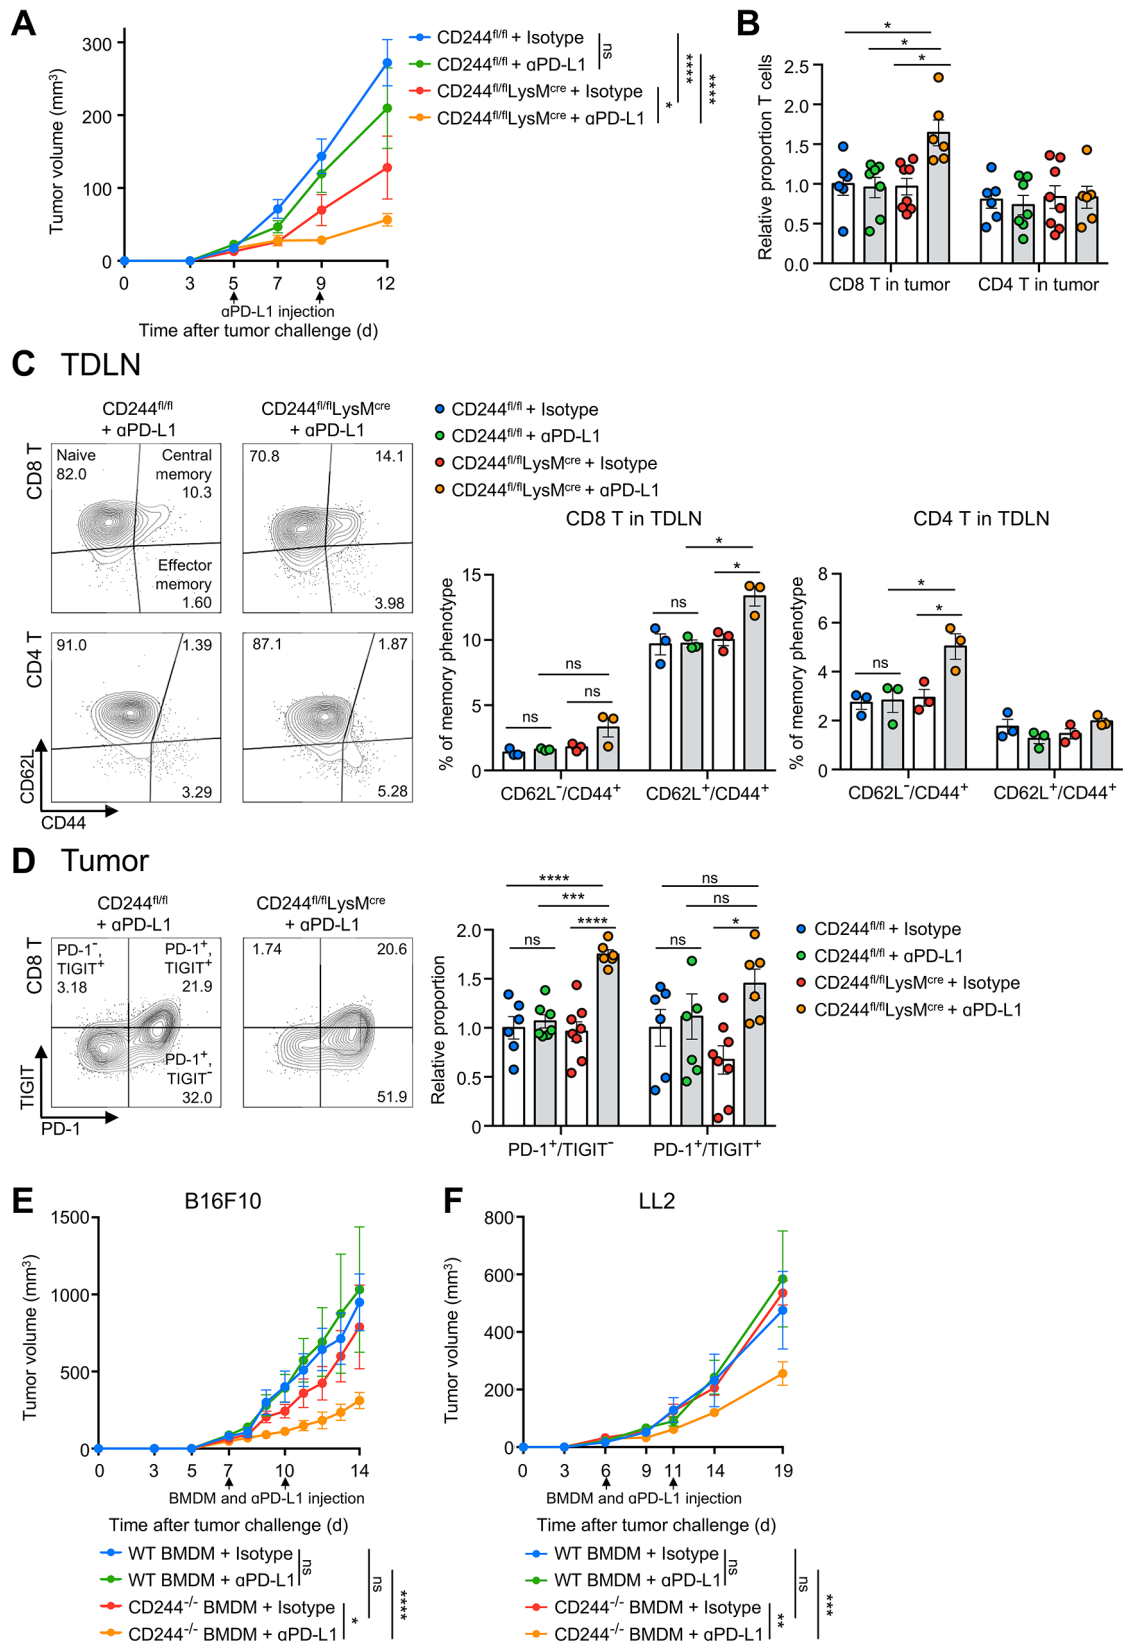 A
Tumor volume (mm³)
300
200
100
0
0 3 5 7 9 12
αPD-L1 injection
Time after tumor challenge (d)
CD244fl/fl + Isotype
CD244fl/fl + αPD-L1
CD244fl/flLysMcre + Isotype
CD244fl/flLysMcre + αPD-L1
ns
*
****
****
B
Relative proportion T cells
2.5
2.0
1.5
1.0
0.5
0.0
*
*
*
CD8 T in tumor
CD4 T in tumor
C TDLN
CD244fl/fl
+ αPD-L1
CD244fl/flLysMcre
+ αPD-L1
CD8 T
Naive
82.0
Central
memory
10.3
Effector
memory
1.60
70.8 14.1
3.98
CD4 T
91.0 1.39
3.29
87.1 1.87
5.28
CD62L
CD44
CD244fl/fl + Isotype
CD244fl/fl + αPD-L1
CD244fl/flLysMcre + Isotype
CD244fl/flLysMcre + αPD-L1
CD8 T in TDLN
% of memory phenotype
15
10
5
0
ns
ns
ns
ns
*
*
CD62L⁻/CD44⁺
CD62L⁺/CD44⁺
CD4 T in TDLN
% of memory phenotype
8
6
4
2
0
ns
*
*
CD62L⁻/CD44⁺
CD62L⁺/CD44⁺
D Tumor
CD244fl/fl
+ αPD-L1
CD244fl/flLysMcre
+ αPD-L1
CD8 T
PD-1⁻,
TIGIT⁺
3.18
PD-1⁺,
TIGIT⁺
21.9
PD-1⁺,
TIGIT⁻
32.0
1.74 20.6
51.9
TIGIT
PD-1
Relative proportion
2.0
1.5
1.0
0.5
0
****
***
****
ns
ns
ns
*
ns
PD-1⁺/TIGIT⁻
PD-1⁺/TIGIT⁺
CD244fl/fl + Isotype
CD244fl/fl + αPD-L1
CD244fl/flLysMcre + Isotype
CD244fl/flLysMcre + αPD-L1
E B16F10
Tumor volume (mm³)
1500
1000
500
0
0 3 5 7 10 14
BMDM and αPD-L1 injection
Time after tumor challenge (d)
WT BMDM + Isotype
WT BMDM + αPD-L1
CD244⁻/⁻ BMDM + Isotype
CD244⁻/⁻ BMDM + αPD-L1
ns
*
ns
****
F LL2
Tumor volume (mm³)
800
600
400
200
0
0 3 6 9 11 14 19
BMDM and αPD-L1 injection
Time after tumor challenge (d)
WT BMDM + Isotype
WT BMDM + αPD-L1
CD244⁻/⁻ BMDM + Isotype
CD244⁻/⁻ BMDM + αPD-L1
ns
**
ns
***